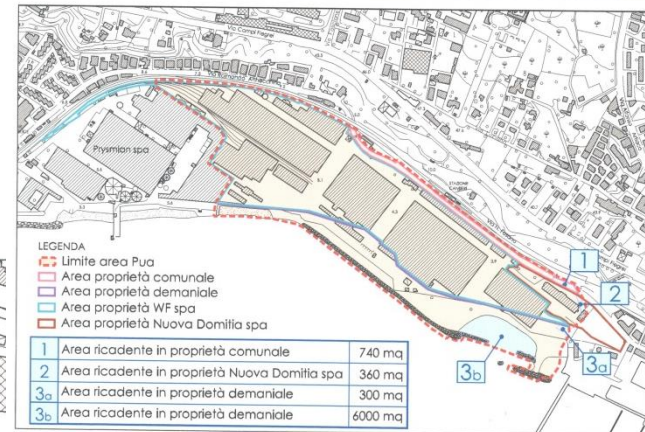 Via Campi Flegrei
Prysmian spa
STAZIONE
LEGENDA
Limite area Pua
Area proprietà comunale
Area proprietà demaniale
Area proprietà WF spa
Area proprietà Nuova Domitia spa
1
2
3a
3b
1 Area ricadente in proprietà comunale 740 mq
2 Area ricadente in proprietà Nuova Domitia spa 360 mq
3a Area ricadente in proprietà demaniale 300 mq
3b Area ricadente in proprietà demaniale 6000 mq